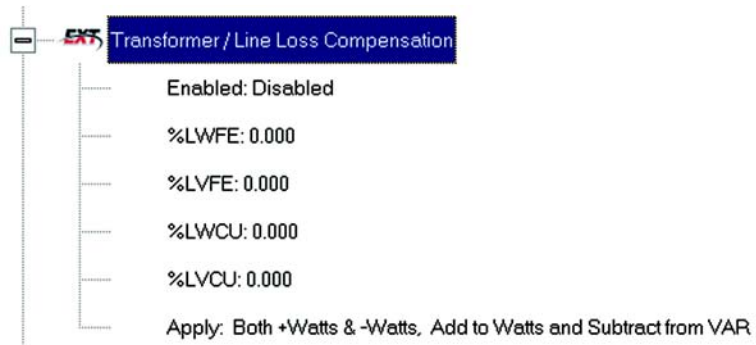 EXT Transformer / Line Loss Compensation
Enabled: Disabled
%LWFE: 0.000
%LVFE: 0.000
%LWCU: 0.000
%LVCU: 0.000
Apply: Both +Watts & -Watts, Add to Watts and Subtract from VAR